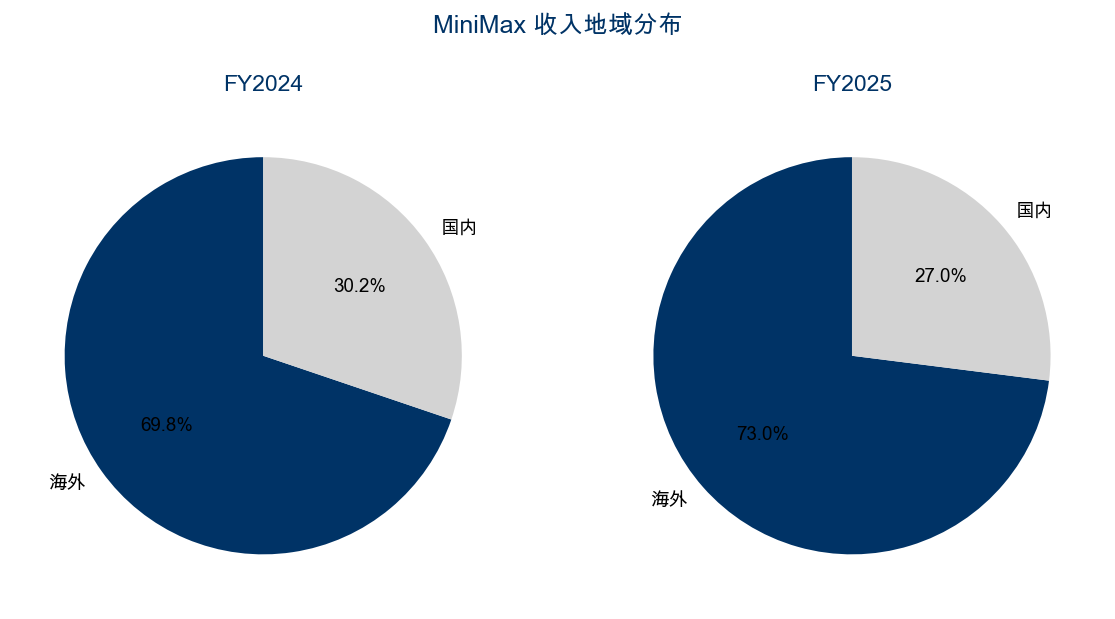 MiniMax 收入地域分布
FY2024
国内
30.2%
69.8%
海外
FY2025
国内
27.0%
73.0%
海外